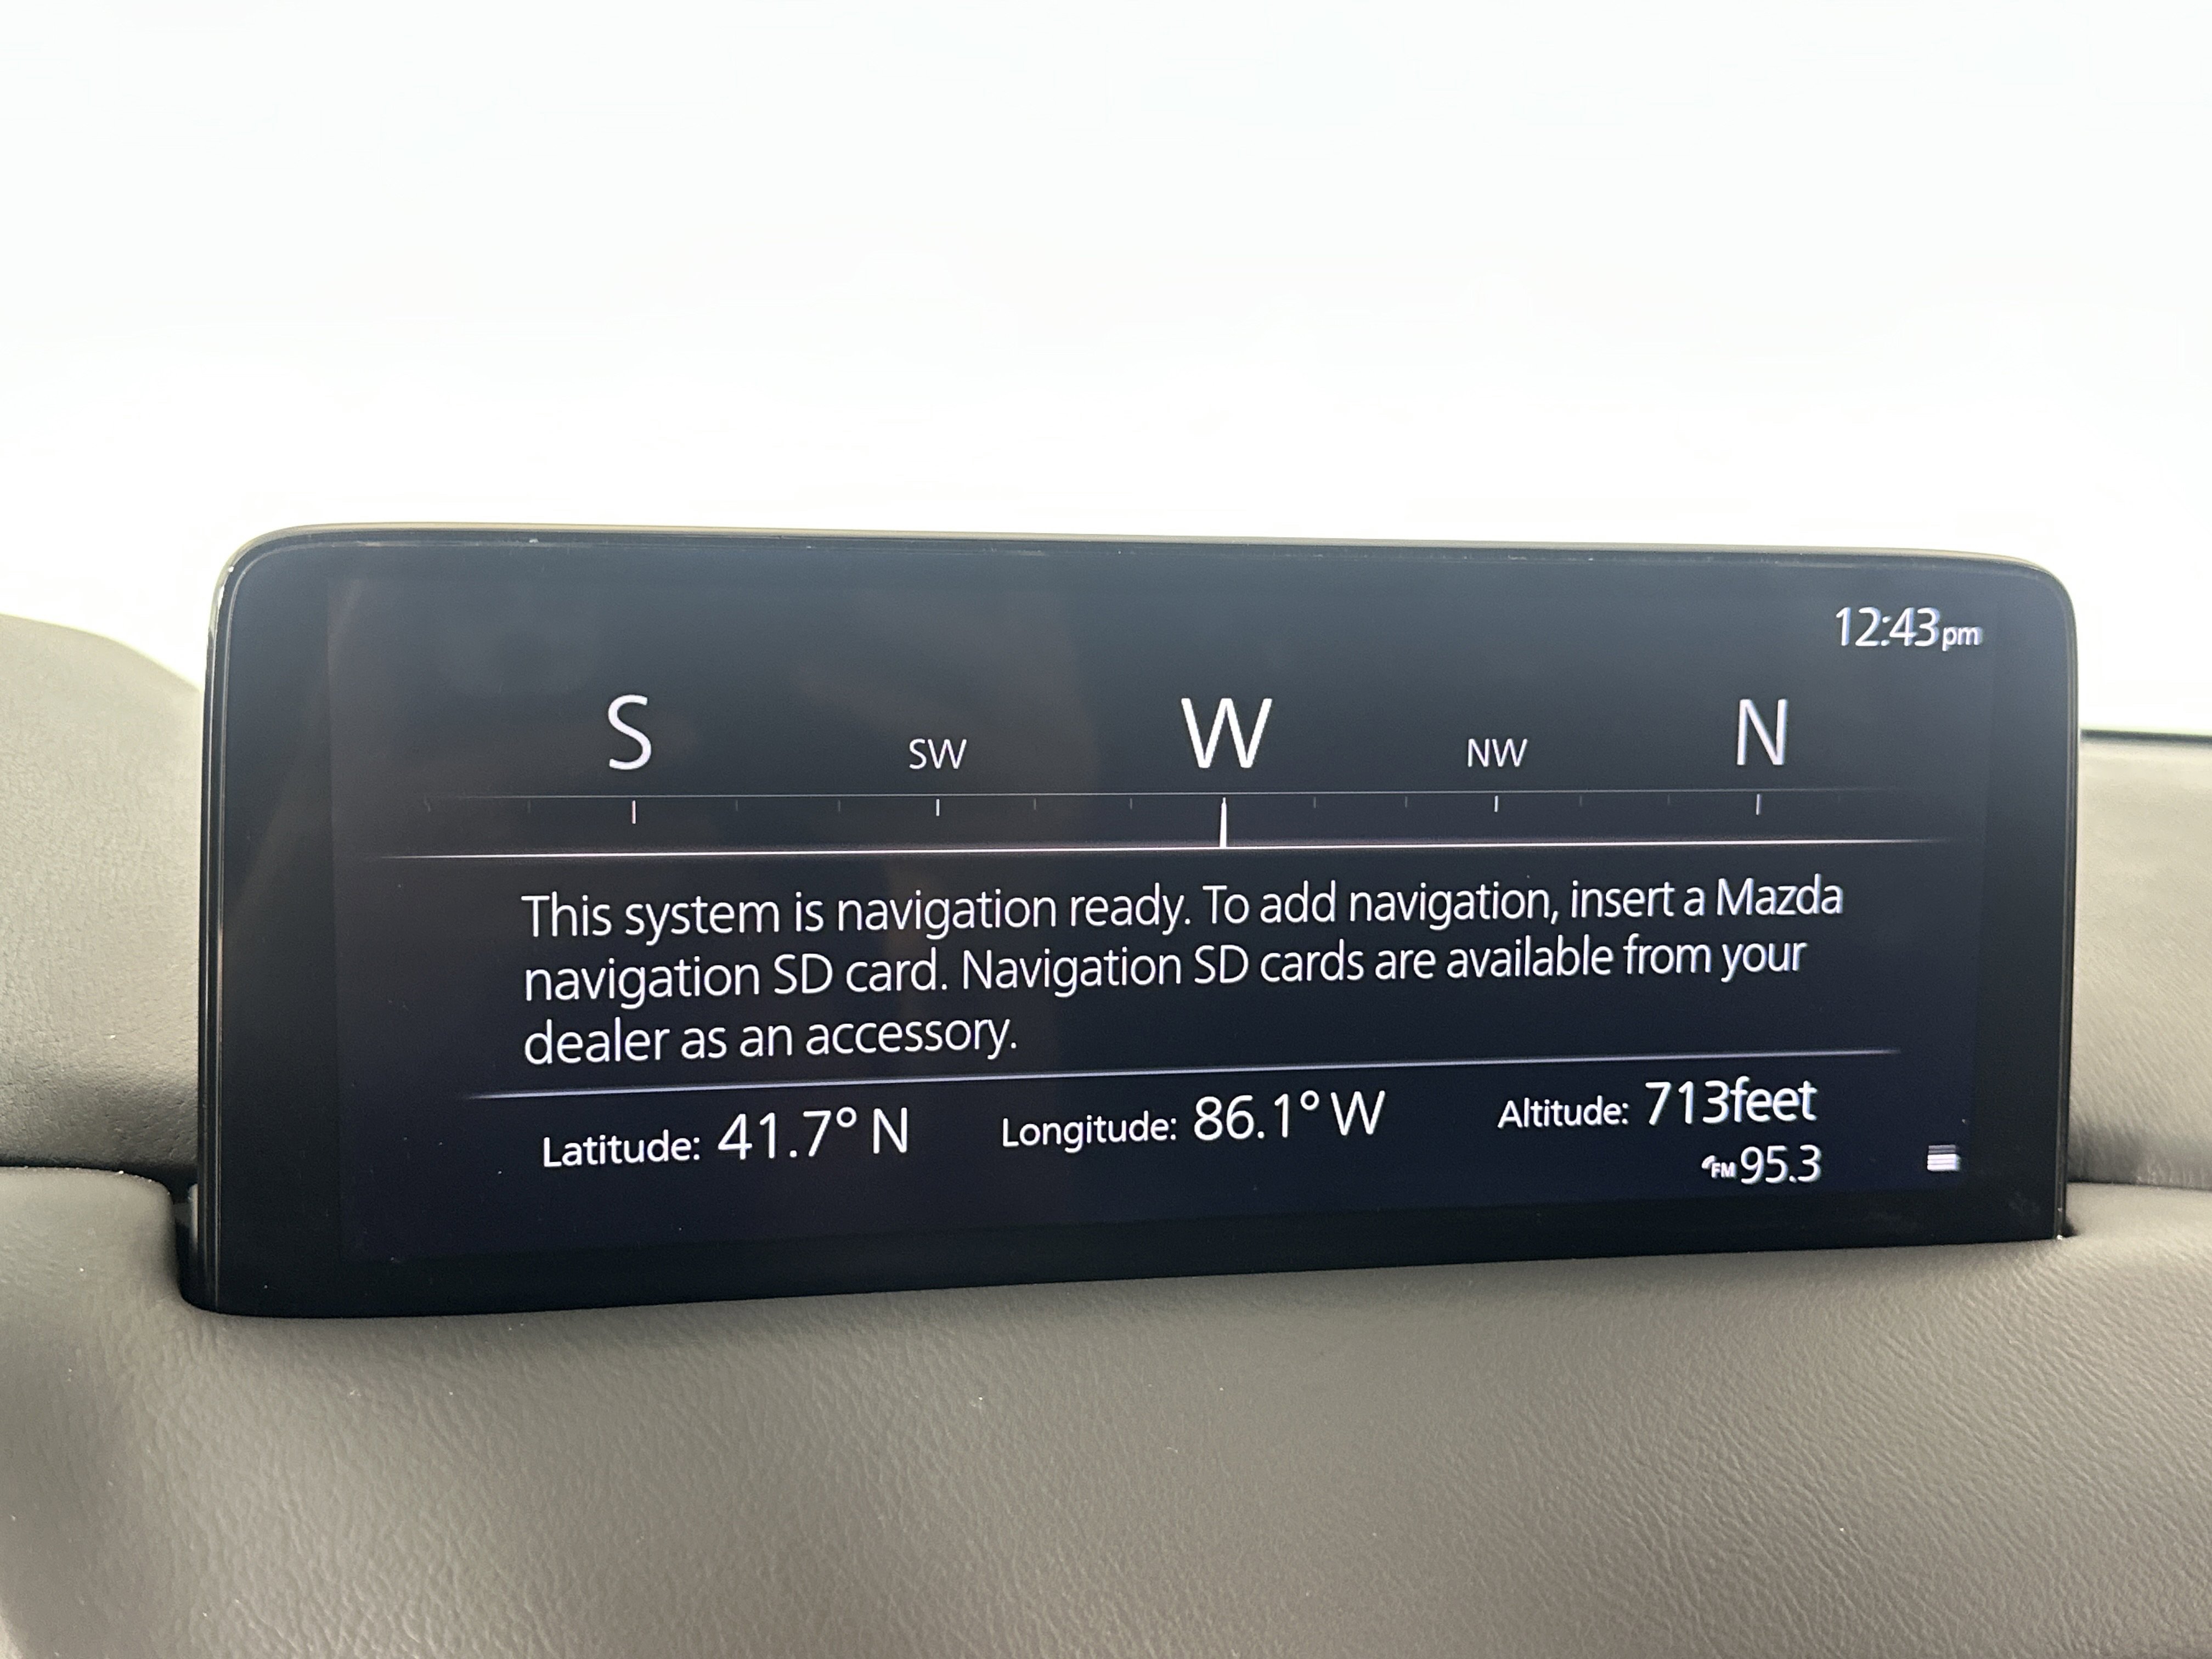 12:43pm
S SW W NW N
This system is navigation ready. To add navigation, insert a Mazda
navigation SD card. Navigation SD cards are available from your
dealer as an accessory.
Latitude: 41.7° N Longitude: 86.1° W Altitude: 713feet
FM 95.3